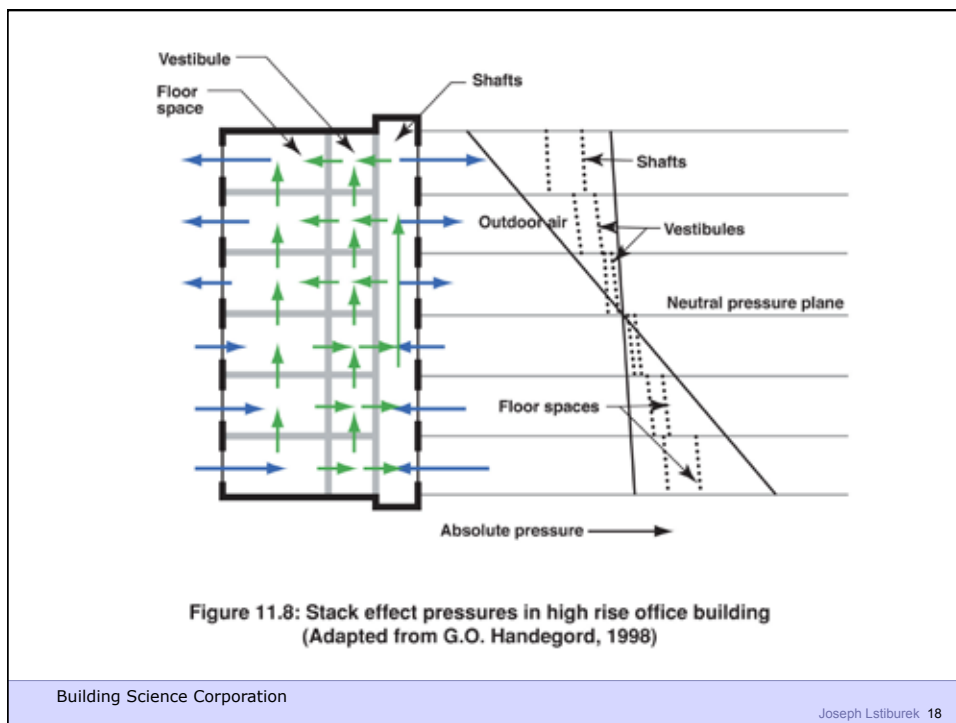 Vestibule
Shafts
Floor
space
Shafts
Outdoor air
Vestibules
Neutral pressure plane
Floor spaces
Absolute pressure
Figure 11.8: Stack effect pressures in high rise office building
(Adapted from G.O. Handegord, 1998)
Building Science Corporation
Joseph Lstiburek 18